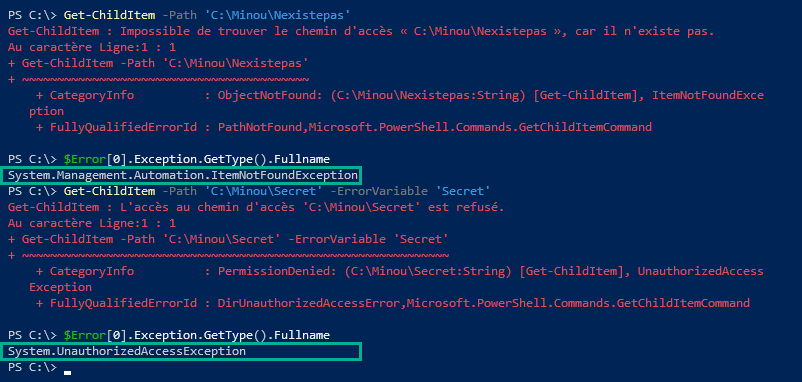 PS C:\> Get-ChildItem -Path 'C:\Minou\Nexistepas'
Get-ChildItem : Impossible de trouver le chemin d'accès « C:\Minou\Nexistepas », car il n'existe pas.
Au caractère Ligne:1 : 1
+ Get-ChildItem -Path 'C:\Minou\Nexistepas'
+ ~~~~~~~~~~~~~~~~~~~~~~~~~~~~~~~~~~~~~~~~~
    + CategoryInfo          : ObjectNotFound: (C:\Minou\Nexistepas:String) [Get-ChildItem], ItemNotFoundExce
   ption
    + FullyQualifiedErrorId : PathNotFound,Microsoft.PowerShell.Commands.GetChildItemCommand
PS C:\> $Error[0].Exception.GetType().Fullname
System.Management.Automation.ItemNotFoundException
PS C:\> Get-ChildItem -Path 'C:\Minou\Secret' -ErrorVariable 'Secret'
Get-ChildItem : L'accès au chemin d'accès 'C:\Minou\Secret' est refusé.
Au caractère Ligne:1 : 1
+ Get-ChildItem -Path 'C:\Minou\Secret' -ErrorVariable 'Secret'
+ ~~~~~~~~~~~~~~~~~~~~~~~~~~~~~~~~~~~~~~~~~~~~~~~~~~~~~~~~~~~~~
    + CategoryInfo          : PermissionDenied: (C:\Minou\Secret:String) [Get-ChildItem], UnauthorizedAccess
   Exception
    + FullyQualifiedErrorId : DirUnauthorizedAccessError,Microsoft.PowerShell.Commands.GetChildItemCommand
PS C:\> $Error[0].Exception.GetType().Fullname
System.UnauthorizedAccessException
PS C:\>